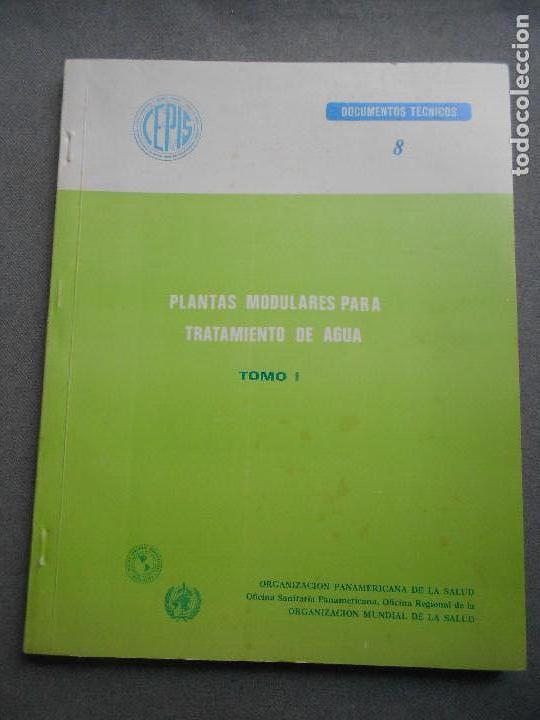 CEPIS
DOCUMENTOS TECNICOS
8
PLANTAS MODULARES PARA
TRATAMIENTO DE AGUA
TOMO I
ORGANIZACION PANAMERICANA DE LA SALUD
Oficina Sanitaria Panamericana, Oficina Regional de la
ORGANIZACION MUNDIAL DE LA SALUD
todocoleccion